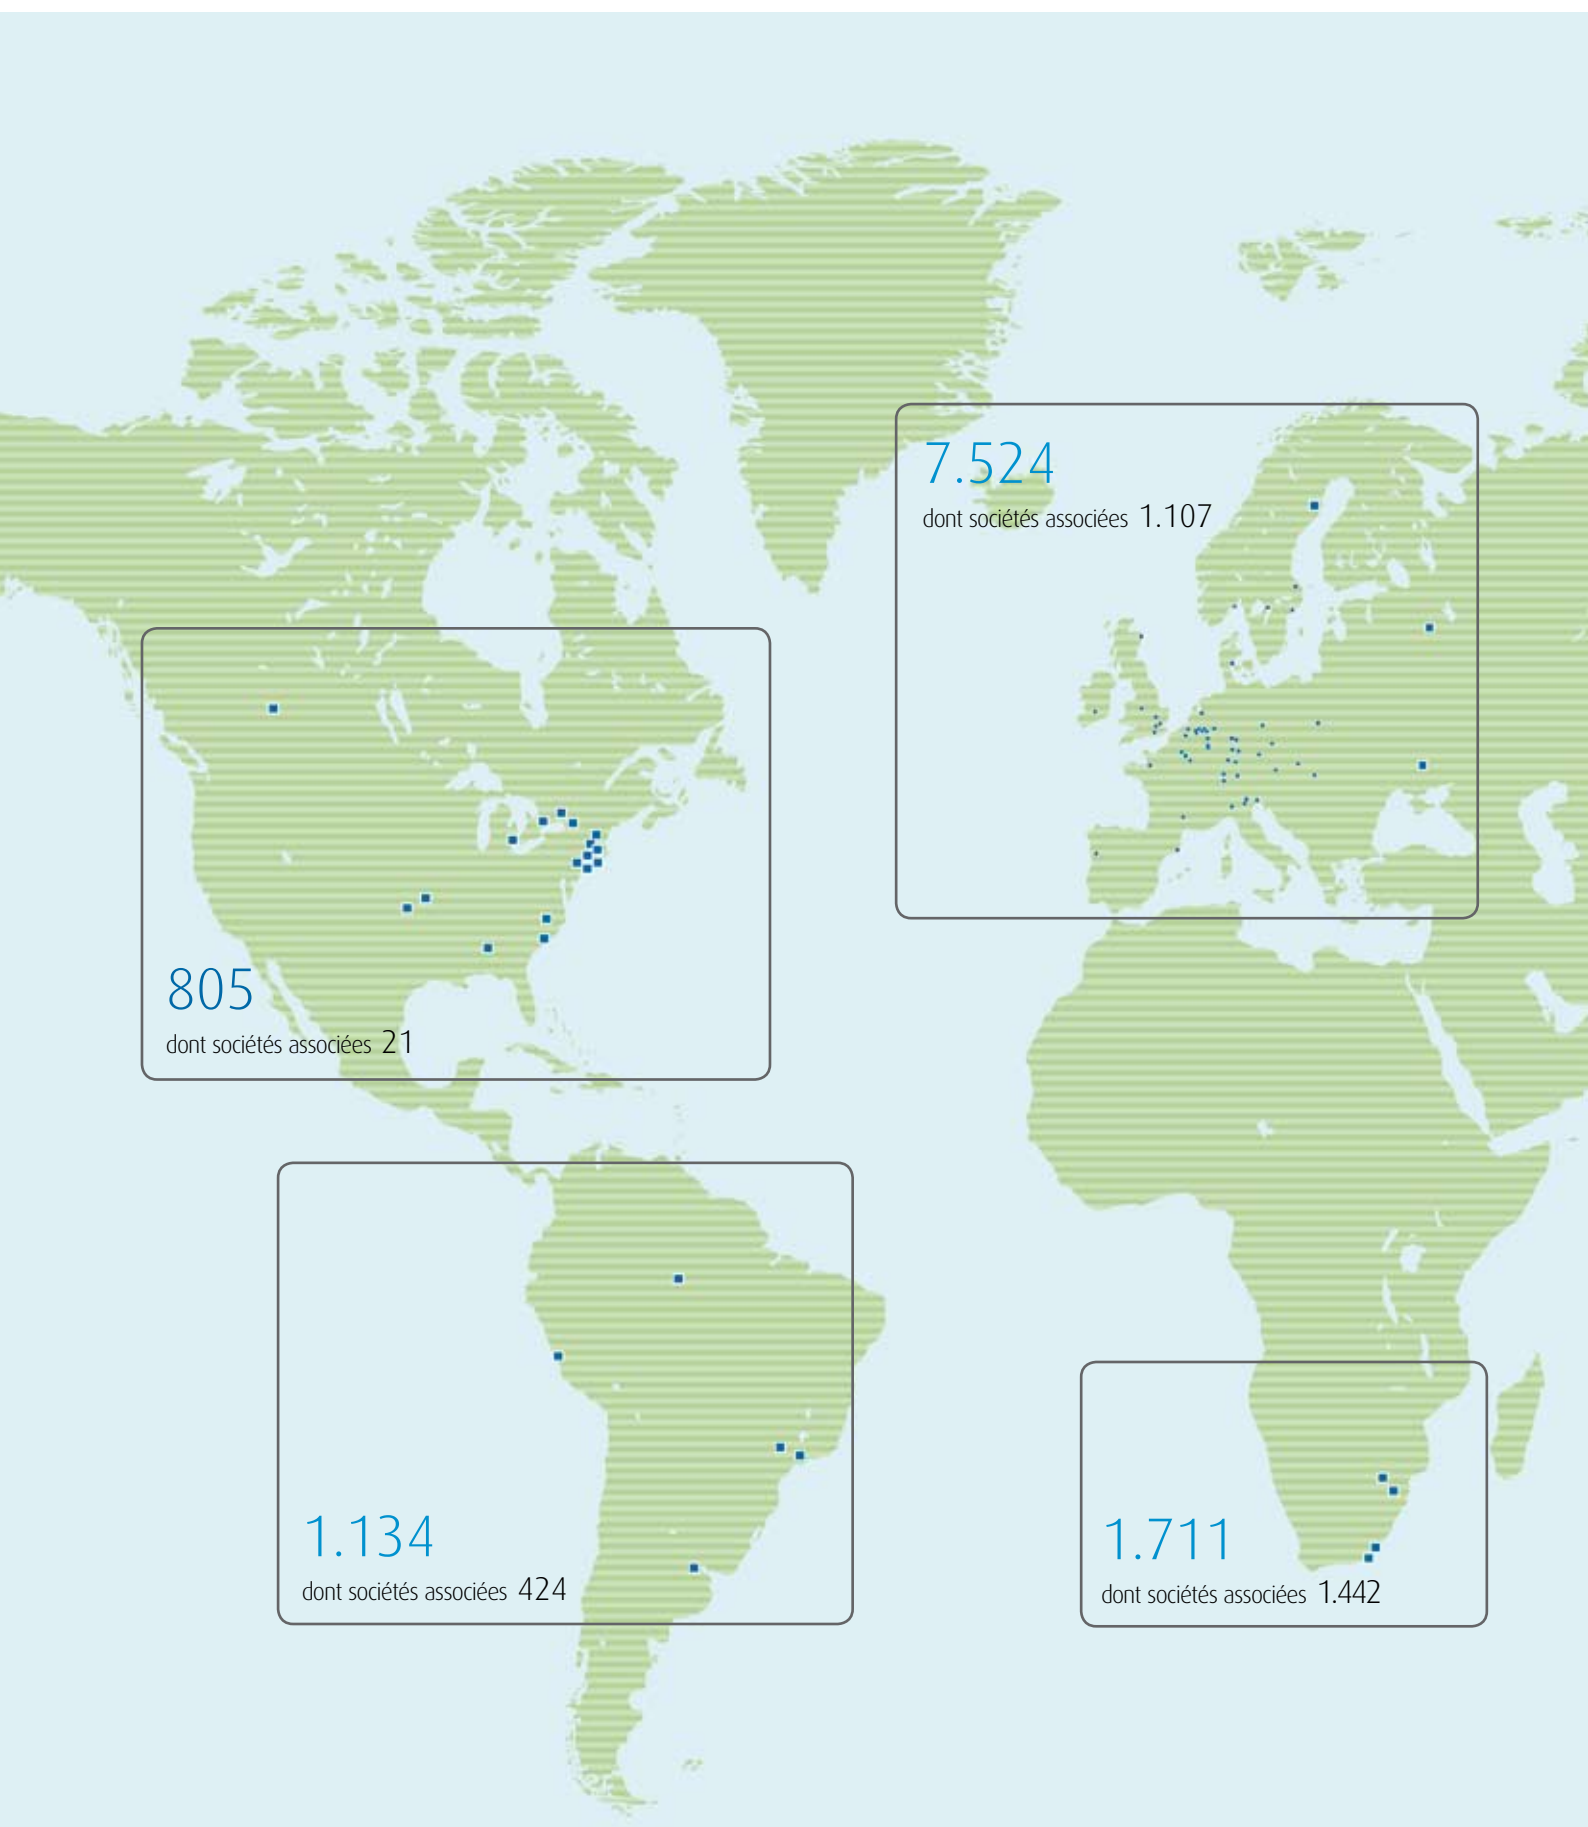 7.524
dont sociétés associées 1.107
805
dont sociétés associées 21
1.134
dont sociétés associées 424
1.711
dont sociétés associées 1.442